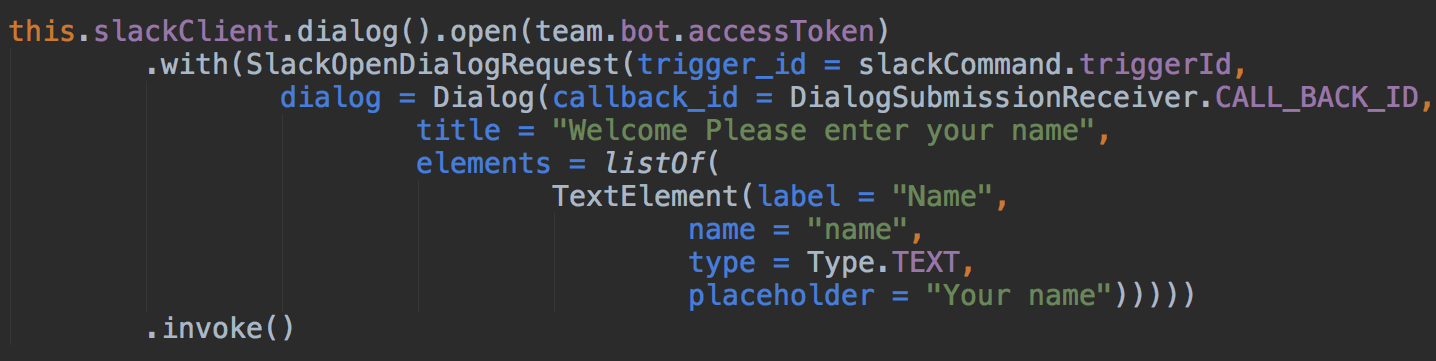 this.slackClient.dialog().open(team.bot.accessToken)
.with(SlackOpenDialogRequest(trigger_id = slackCommand.triggerId,
dialog = Dialog(callback_id = DialogSubmissionReceiver.CALL_BACK_ID,
title = "Welcome Please enter your name",
elements = listOf(
TextElement(label = "Name",
name = "name",
type = Type.TEXT,
placeholder = "Your name")))))
.invoke()